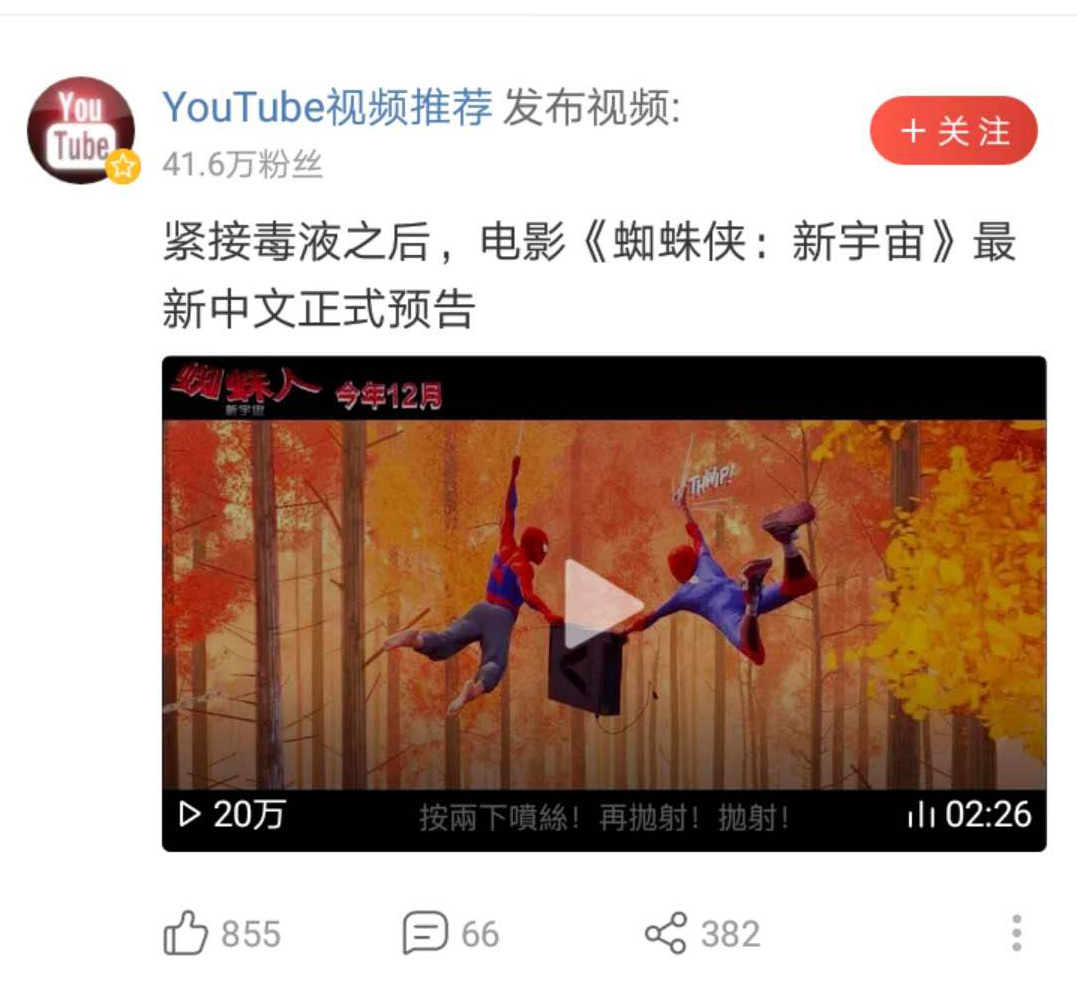 You
Tube
YouTube视频推荐 发布视频:
+ 关注
41.6万粉丝
紧接毒液之后，电影《蜘蛛侠：新宇宙》最
新中文正式预告
蜘蛛人 今年12月
新宇宙
THWIP!
20万
按兩下噴絲！再拋射！拋射！
02:26
855
66
382